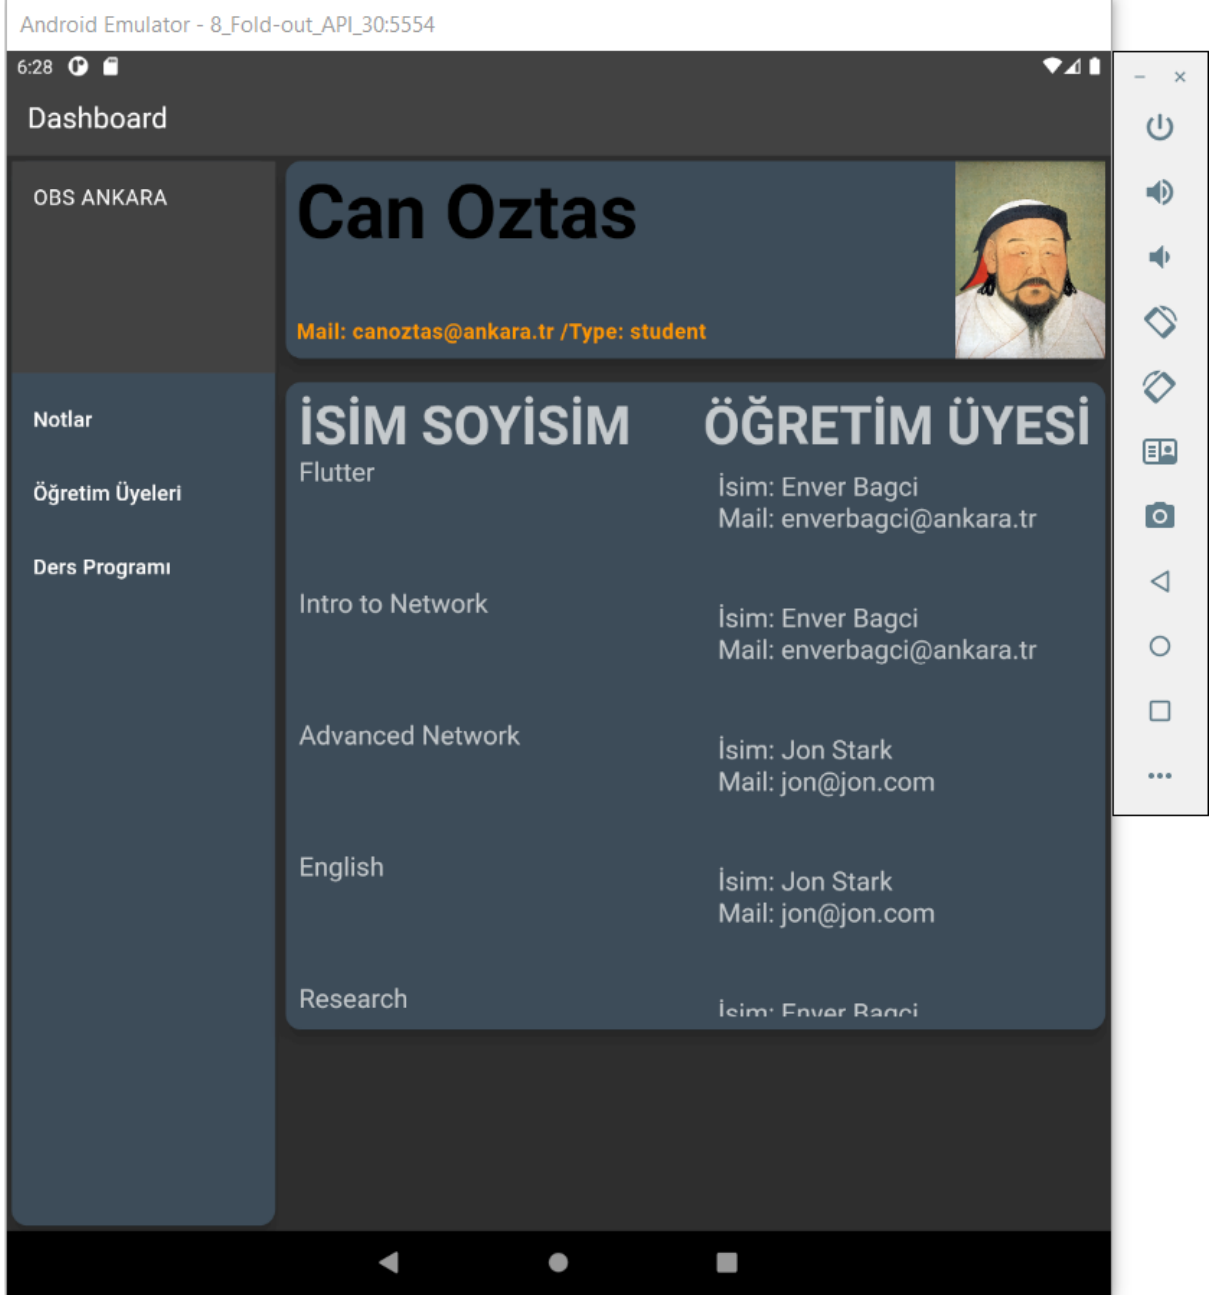 Android Emulator - 8_Fold-out_API_30:5554
6:28
Dashboard
OBS ANKARA
Notlar
Öğretim Üyeleri
Ders Programı
Can Oztas
Mail: canoztas@ankara.tr /Type: student
İSİM SOYİSİM ÖĞRETİM ÜYESİ
Flutter
İsim: Enver Bagci
Mail: enverbagci@ankara.tr
Intro to Network
İsim: Enver Bagci
Mail: enverbagci@ankara.tr
Advanced Network
İsim: Jon Stark
Mail: jon@jon.com
English
İsim: Jon Stark
Mail: jon@jon.com
Research
İsim: Enver Bagci